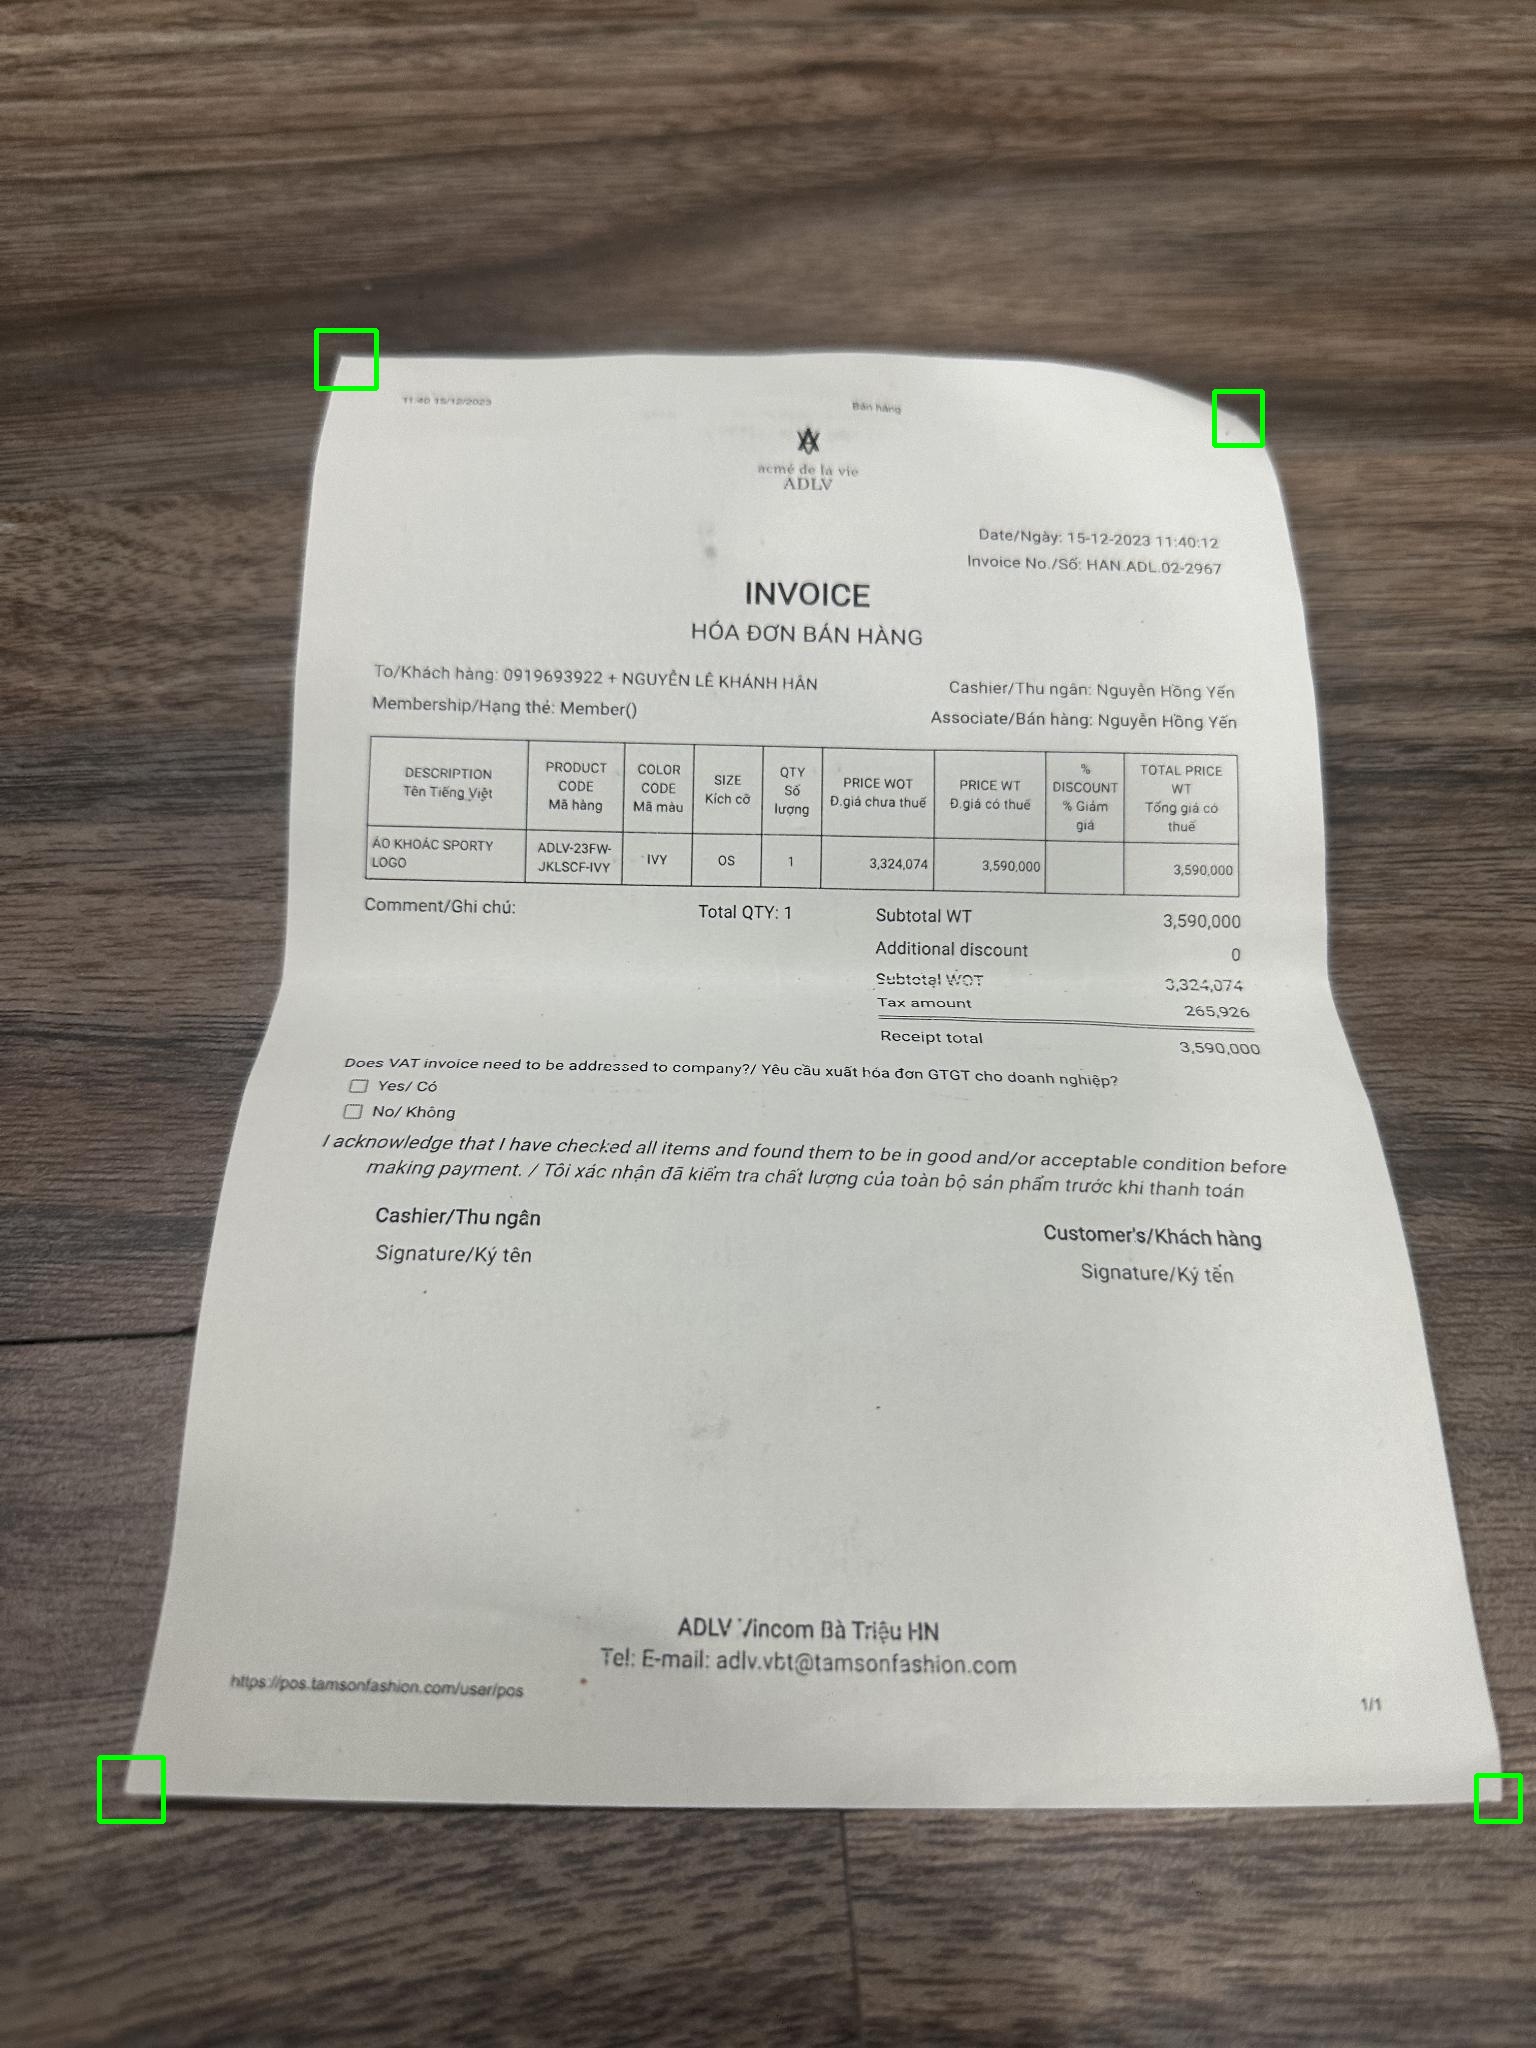 11:40 15/12/2023
Bán hàng
acmé de la vie
ADLV
Date/Ngày: 15-12-2023 11:40:12
Invoice No./Số: HAN.ADL.02-2967
INVOICE
HÓA ĐƠN BÁN HÀNG
To/Khách hàng: 0919693922 + NGUYỄN LÊ KHÁNH HÂN
Membership/Hạng thẻ: Member()
Cashier/Thu ngân: Nguyễn Hồng Yến
Associate/Bán hàng: Nguyễn Hồng Yến
DESCRIPTION
Tên Tiếng Việt
PRODUCT
CODE
Mã hàng
COLOR
CODE
Mã màu
SIZE
Kích cỡ
QTY
Số
lượng
PRICE WOT
Đ.giá chưa thuế
PRICE WT
Đ.giá có thuế
%
DISCOUNT
% Giảm
giá
TOTAL PRICE
WT
Tổng giá có
thuế
ÁO KHOÁC SPORTY
LOGO
ADLV-23FW-
JKLSCF-IVY
IVY
OS
1
3,324,074
3,590,000
3,590,000
Comment/Ghi chú:
Total QTY: 1
Subtotal WT 3,590,000
Additional discount 0
Subtotal WOT 3,324,074
Tax amount 265,926
Receipt total 3,590,000
Does VAT invoice need to be addressed to company?/ Yêu cầu xuất hóa đơn GTGT cho doanh nghiệp?
Yes/ Có
No/ Không
I acknowledge that I have checked all items and found them to be in good and/or acceptable condition before
making payment. / Tôi xác nhận đã kiểm tra chất lượng của toàn bộ sản phẩm trước khi thanh toán
Cashier/Thu ngân
Signature/Ký tên
Customer's/Khách hàng
Signature/Ký tên
ADLV Vincom Bà Triệu HN
Tel: E-mail: adlv.vbt@tamsonfashion.com
https://pos.tamsonfashion.com/user/pos
1/1